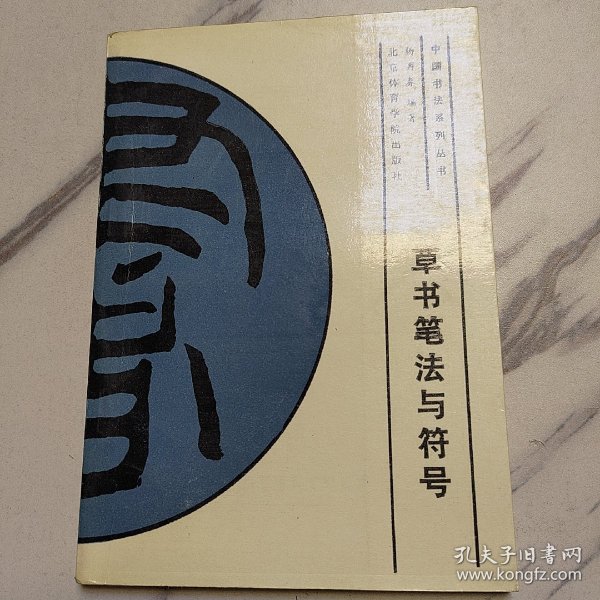 中国书法系列丛书
编著
北京体育学院出版社
草书笔法与符号
孔夫子旧书网
www.kongfz.com